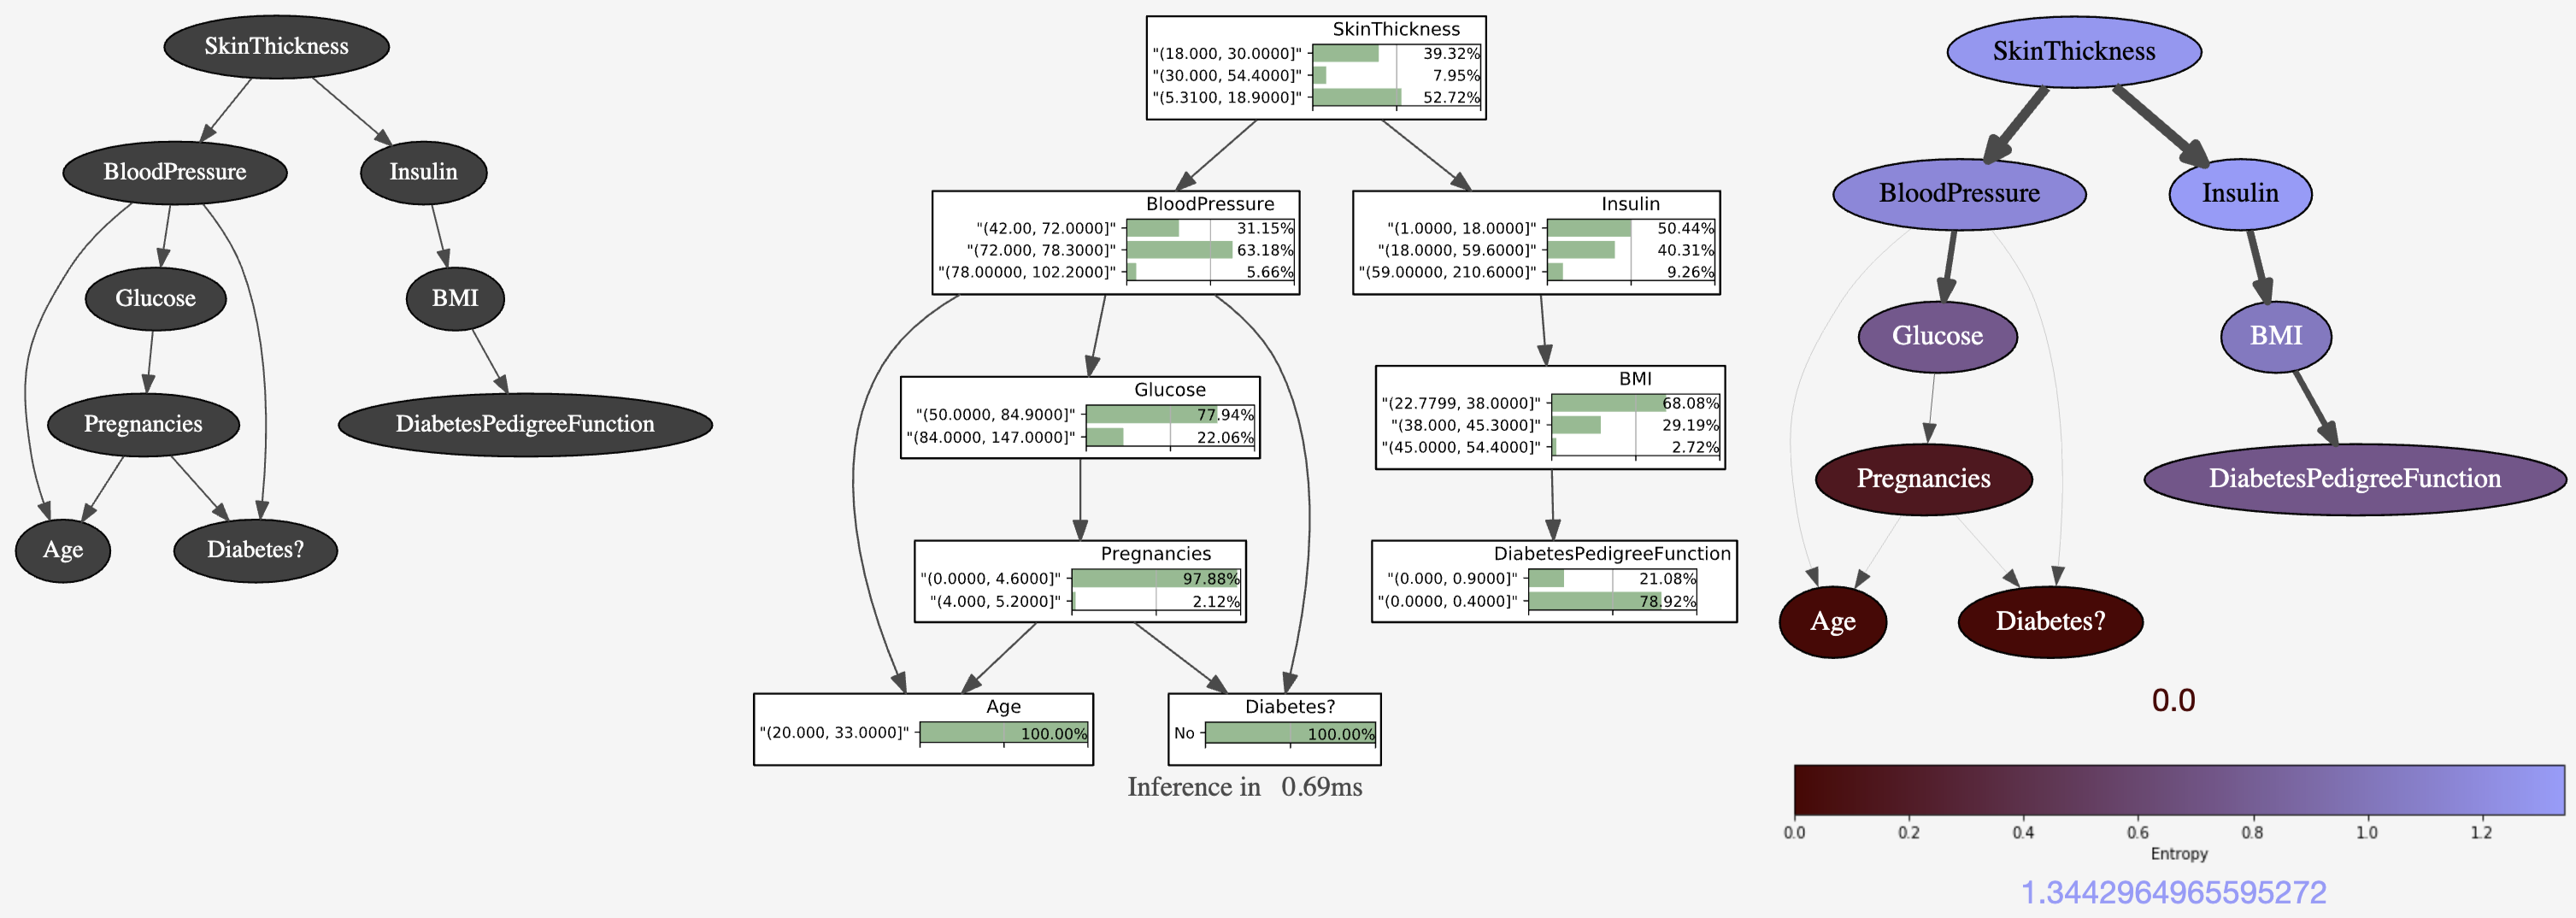 SkinThickness
BloodPressure
Insulin
Glucose
BMI
Pregnancies
DiabetesPedigreeFunction
Age
Diabetes?
SkinThickness
"(18.000, 30.0000]" 39.32%
"(30.000, 54.4000]" 7.95%
"(5.3100, 18.9000]" 52.72%
BloodPressure
"(42.00, 72.0000]" 31.15%
"(72.000, 78.3000]" 63.18%
"(78.00000, 102.2000]" 5.66%
Insulin
"(1.0000, 18.0000]" 50.44%
"(18.0000, 59.6000]" 40.31%
"(59.00000, 210.6000]" 9.26%
Glucose
"(50.0000, 84.9000]" 77.94%
"(84.0000, 147.0000]" 22.06%
BMI
"(22.7799, 38.0000]" 68.08%
"(38.000, 45.3000]" 29.19%
"(45.0000, 54.4000]" 2.72%
Pregnancies
"(0.0000, 4.6000]" 97.88%
"(4.000, 5.2000]" 2.12%
DiabetesPedigreeFunction
"(0.000, 0.9000]" 21.08%
"(0.0000, 0.4000]" 78.92%
Age
"(20.000, 33.0000]" 100.00%
Diabetes?
No 100.00%
Inference in 0.69ms
SkinThickness
BloodPressure
Insulin
Glucose
BMI
Pregnancies
DiabetesPedigreeFunction
Age
Diabetes?
0.0
0.0 0.2 0.4 0.6 0.8 1.0 1.2
Entropy
1.3442964965595272